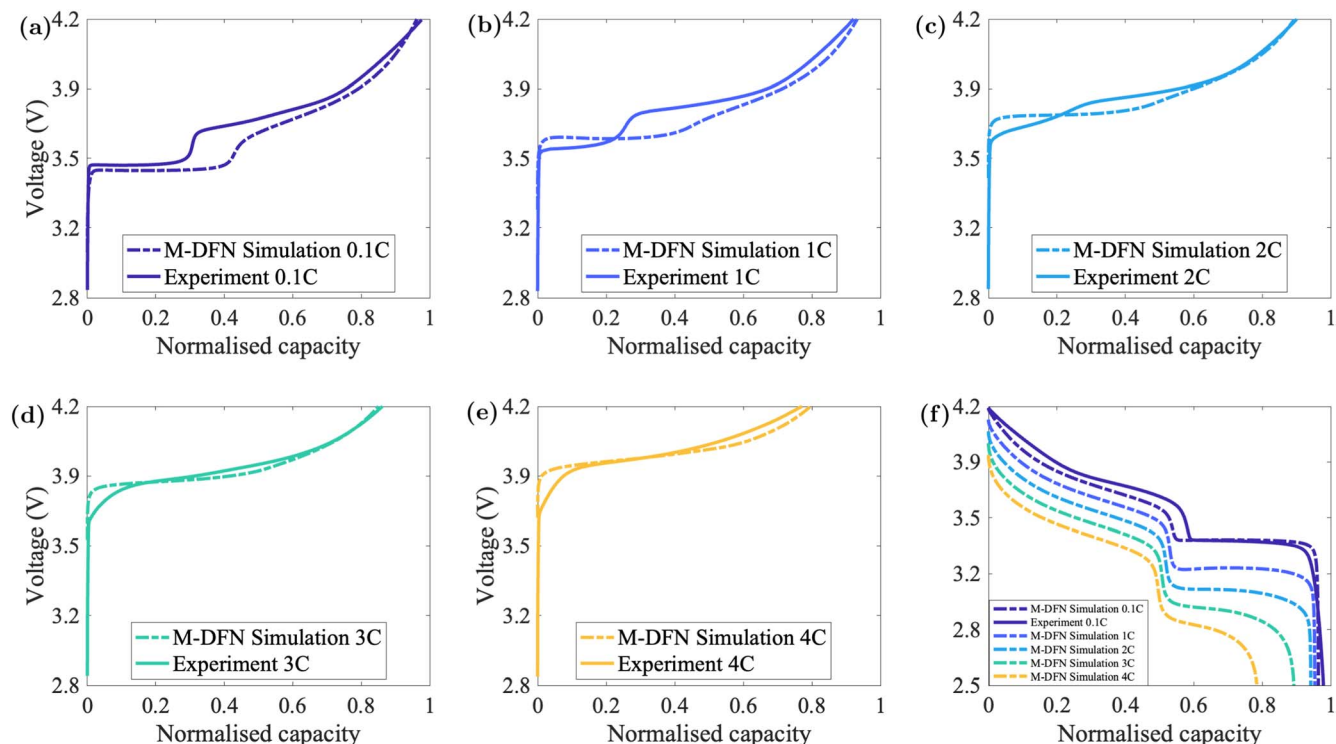 (a)
4.2
3.9
3.5
3.2
2.8
Voltage (V)
M-DFN Simulation 0.1C
Experiment 0.1C
0 0.2 0.4 0.6 0.8 1
Normalised capacity
(b)
4.2
3.9
3.5
3.2
2.8
M-DFN Simulation 1C
Experiment 1C
0 0.2 0.4 0.6 0.8 1
Normalised capacity
(c)
4.2
3.9
3.5
3.2
2.8
M-DFN Simulation 2C
Experiment 2C
0 0.2 0.4 0.6 0.8 1
Normalised capacity
(d)
4.2
3.9
3.5
3.2
2.8
Voltage (V)
M-DFN Simulation 3C
Experiment 3C
0 0.2 0.4 0.6 0.8 1
Normalised capacity
(e)
4.2
3.9
3.5
3.2
2.8
M-DFN Simulation 4C
Experiment 4C
0 0.2 0.4 0.6 0.8 1
Normalised capacity
(f)
4.2
3.9
3.5
3.2
2.8
2.5
M-DFN Simulation 0.1C
Experiment 0.1C
M-DFN Simulation 1C
M-DFN Simulation 2C
M-DFN Simulation 3C
M-DFN Simulation 4C
0 0.2 0.4 0.6 0.8 1
Normalised capacity